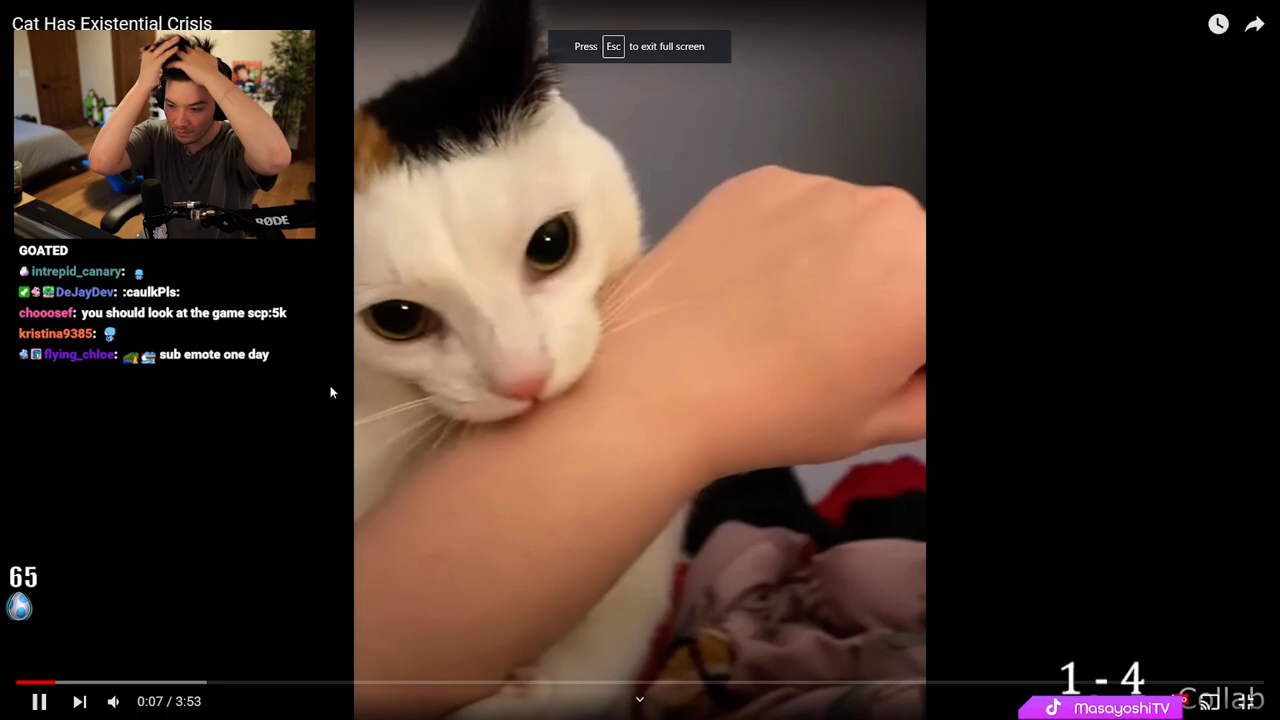 Cat Has Existential Crisis
Press Esc to exit full screen
RØDE
GOATED
intrepid_canary:
DeJayDev: :caulkPls:
chooosef: you should look at the game scp:5k
kristina9385:
flying_chloe: sub emote one day
65
1 - 4
Collab
MasayoshiTV
0:07 / 3:53